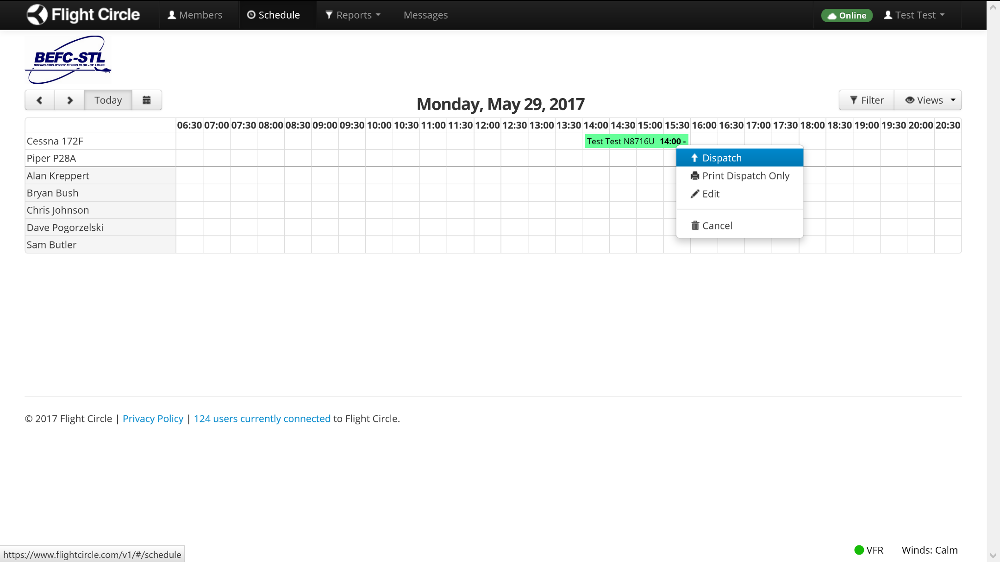 Flight Circle Members Schedule Reports Messages Online Test Test
BEFC-STL
BOEING EMPLOYEES' FLYING CLUB - ST. LOUIS
Today Monday, May 29, 2017 Filter Views
06:30 07:00 07:30 08:00 08:30 09:00 09:30 10:00 10:30 11:00 11:30 12:00 12:30 13:00 13:30 14:00 14:30 15:00 15:30 16:00 16:30 17:00 17:30 18:00 18:30 19:00 19:30 20:00 20:30
Cessna 172F Test Test N8716U 14:00 -
Piper P28A
Alan Kreppert
Bryan Bush
Chris Johnson
Dave Pogorzelski
Sam Butler
Dispatch
Print Dispatch Only
Edit
Cancel
© 2017 Flight Circle | Privacy Policy | 124 users currently connected to Flight Circle.
https://www.flightcircle.com/v1/#/schedule VFR Winds: Calm